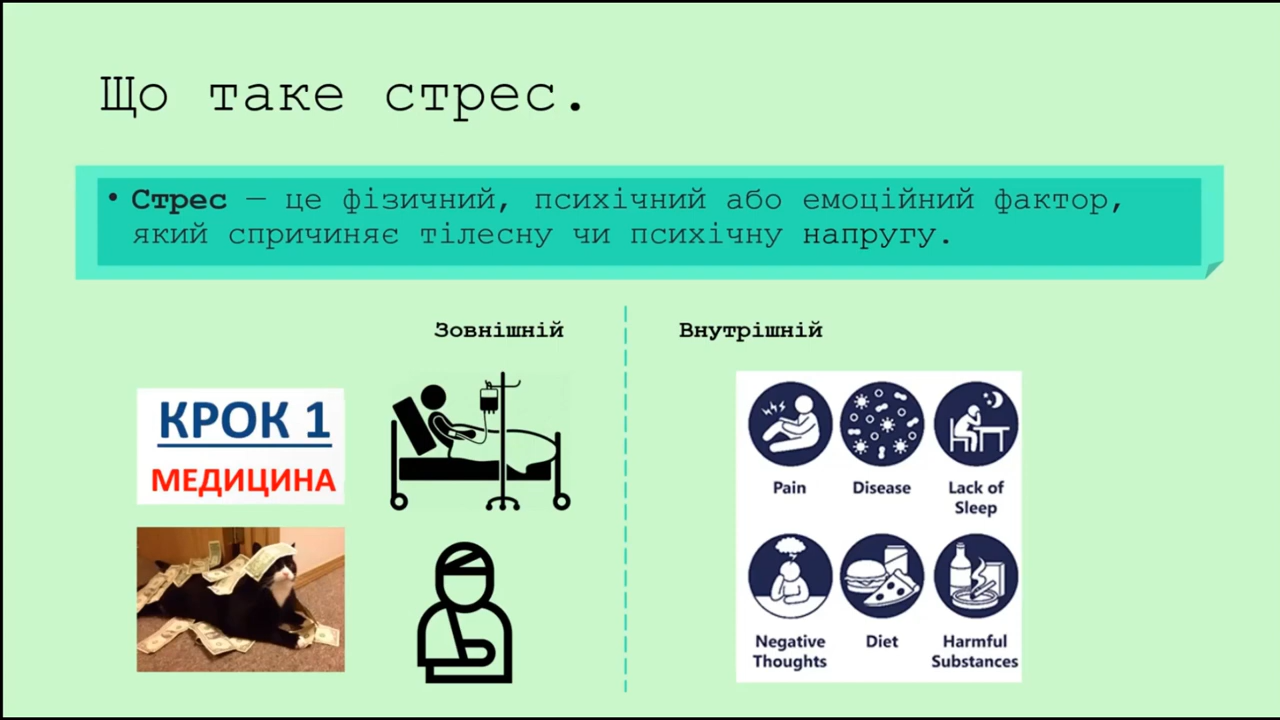 Що таке стрес.
• Стрес — це фізичний, психічний або емоційний фактор,
який спричиняє тілесну чи психічну напругу.
Зовнішній
КРОК 1
МЕДИЦИНА
Внутрішній
Pain
Disease
Lack of
Sleep
Negative
Thoughts
Diet
Harmful
Substances